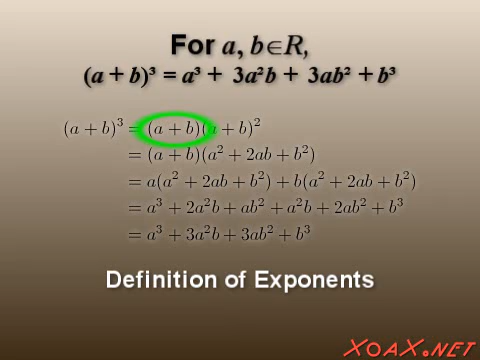 For a, b∈R,
(a + b)³ = a³ + 3a²b + 3ab² + b³
(a + b)³ = (a + b)(a + b)²
= (a + b)(a² + 2ab + b²)
= a(a² + 2ab + b²) + b(a² + 2ab + b²)
= a³ + 2a²b + ab² + a²b + 2ab² + b³
= a³ + 3a²b + 3ab² + b³
Definition of Exponents
XOAX.NET